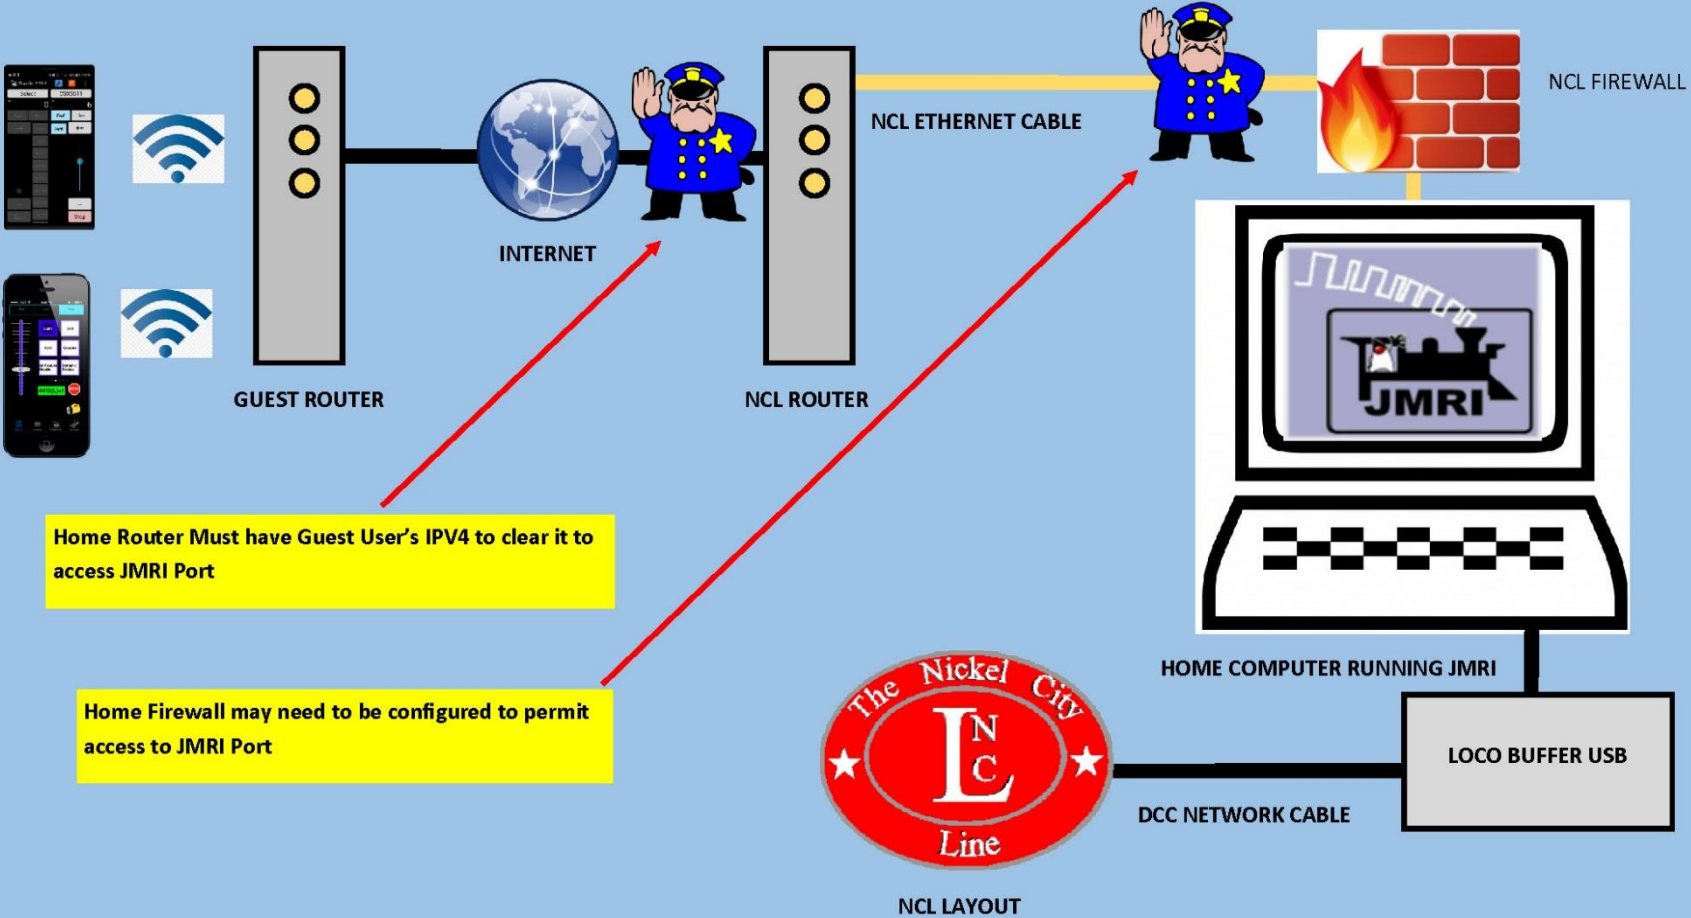 NCL FIREWALL
NCL ETHERNET CABLE
INTERNET
GUEST ROUTER
NCL ROUTER
JMRI
Home Router Must have Guest User's IPV4 to clear it to
access JMRI Port
Home Firewall may need to be configured to permit
access to JMRI Port
HOME COMPUTER RUNNING JMRI
LOCO BUFFER USB
The Nickel City
L N
C
Line
DCC NETWORK CABLE
NCL LAYOUT
Select
Stop